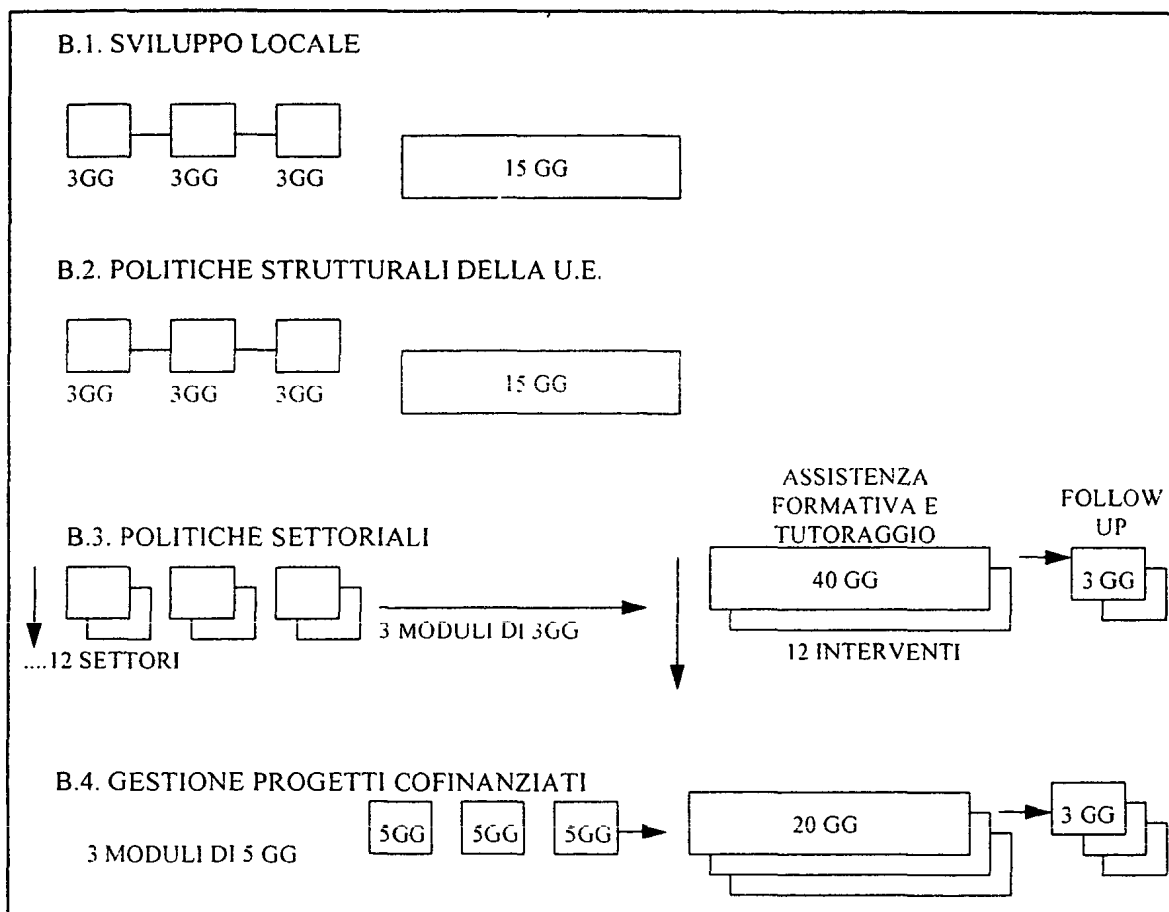 B.1. SVILUPPO LOCALE
3GG 3GG 3GG
15 GG
B.2. POLITICHE STRUTTURALI DELLA U.E.
3GG 3GG 3GG
15 GG
B.3. POLITICHE SETTORIALI
....12 SETTORI
3 MODULI DI 3GG
ASSISTENZA
FORMATIVA E
TUTORAGGIO
40 GG
12 INTERVENTI
FOLLOW
UP
3 GG
B.4. GESTIONE PROGETTI COFINANZIATI
3 MODULI DI 5 GG
5GG 5GG 5GG
20 GG
3 GG